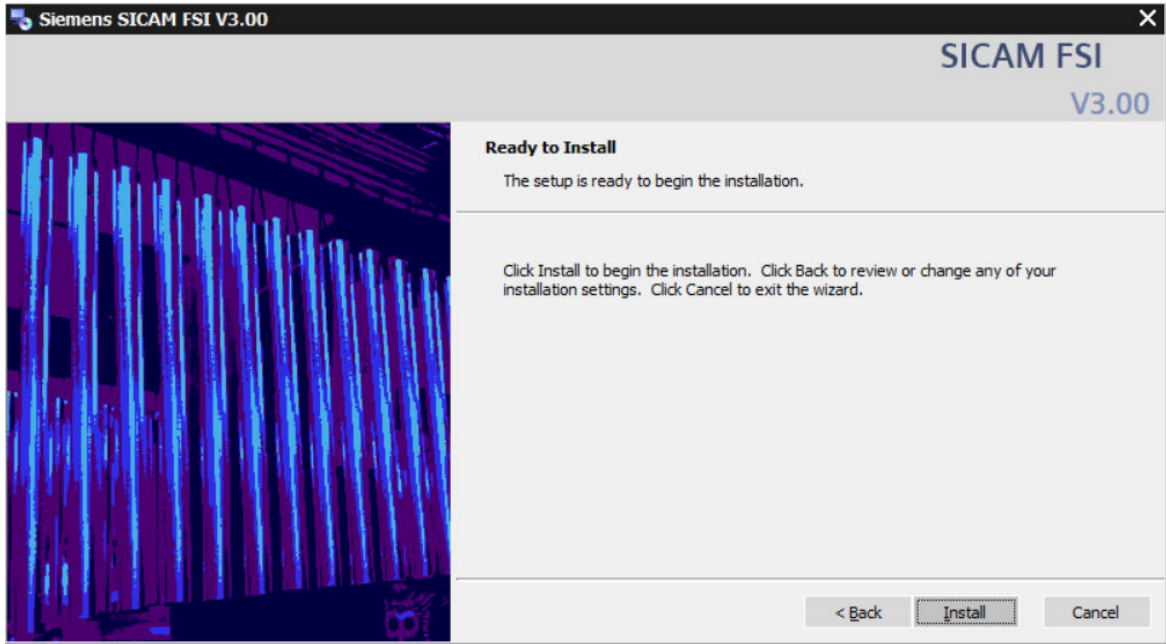 Siemens SICAM FSI V3.00
SICAM FSI
V3.00
Ready to Install
The setup is ready to begin the installation.
Click Install to begin the installation.  Click Back to review or change any of your
installation settings.  Click Cancel to exit the wizard.
< Back
Install
Cancel